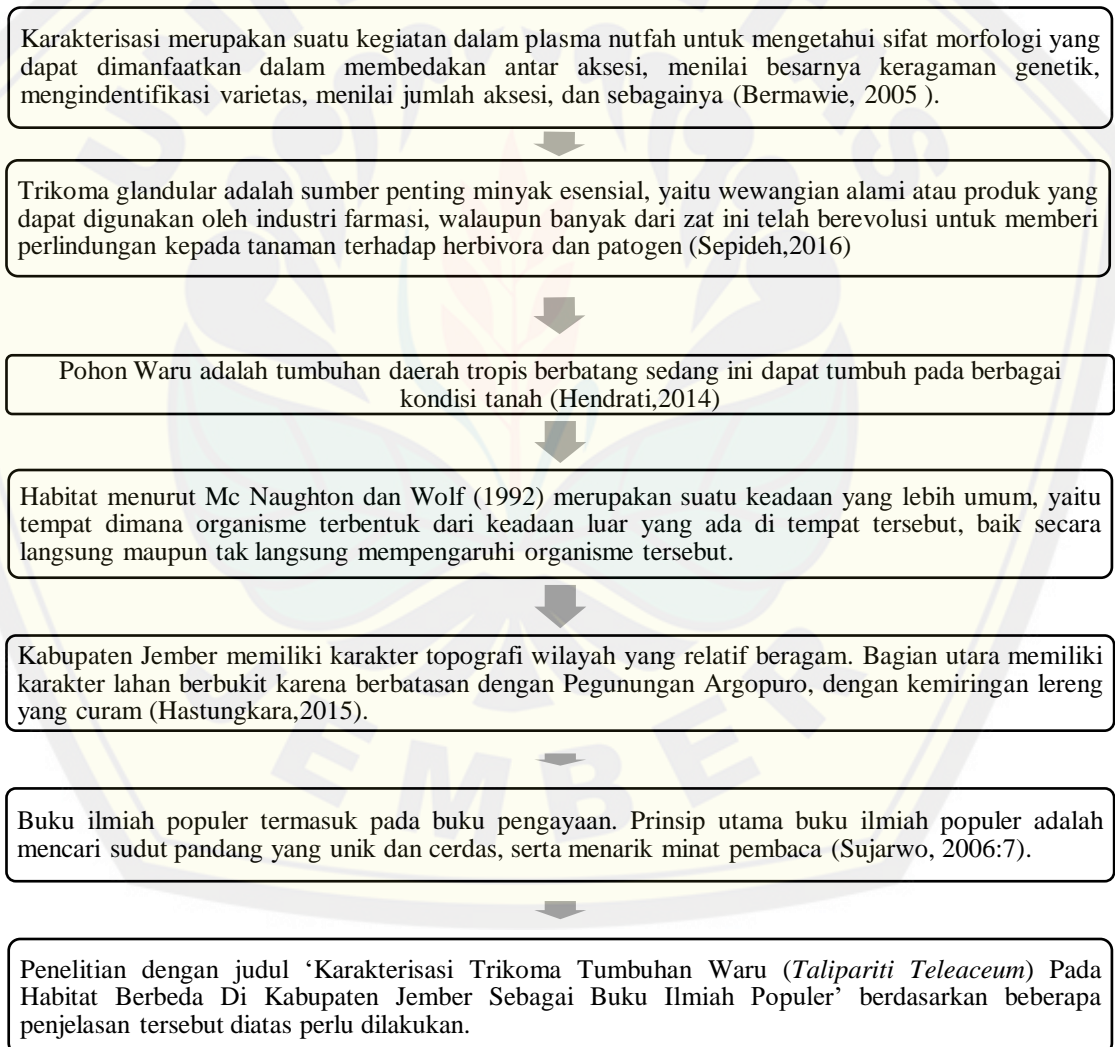 Karakterisasi merupakan suatu kegiatan dalam plasma nutfah untuk mengetahui sifat morfologi yang
dapat dimanfaatkan dalam membedakan antar aksesi, menilai besarnya keragaman genetik,
mengindentifikasi varietas, menilai jumlah aksesi, dan sebagainya (Bermawie, 2005 ).
Trikoma glandular adalah sumber penting minyak esensial, yaitu wewangian alami atau produk yang
dapat digunakan oleh industri farmasi, walaupun banyak dari zat ini telah berevolusi untuk memberi
perlindungan kepada tanaman terhadap herbivora dan patogen (Sepideh,2016)
Pohon Waru adalah tumbuhan daerah tropis berbatang sedang ini dapat tumbuh pada berbagai
kondisi tanah (Hendrati,2014)
Habitat menurut Mc Naughton dan Wolf (1992) merupakan suatu keadaan yang lebih umum, yaitu
tempat dimana organisme terbentuk dari keadaan luar yang ada di tempat tersebut, baik secara
langsung maupun tak langsung mempengaruhi organisme tersebut.
Kabupaten Jember memiliki karakter topografi wilayah yang relatif beragam. Bagian utara memiliki
karakter lahan berbukit karena berbatasan dengan Pegunungan Argopuro, dengan kemiringan lereng
yang curam (Hastungkara,2015).
Buku ilmiah populer termasuk pada buku pengayaan. Prinsip utama buku ilmiah populer adalah
mencari sudut pandang yang unik dan cerdas, serta menarik minat pembaca (Sujarwo, 2006:7).
Penelitian dengan judul ‘Karakterisasi Trikoma Tumbuhan Waru (Talipariti Teleaceum) Pada
Habitat Berbeda Di Kabupaten Jember Sebagai Buku Ilmiah Populer’ berdasarkan beberapa
penjelasan tersebut diatas perlu dilakukan.